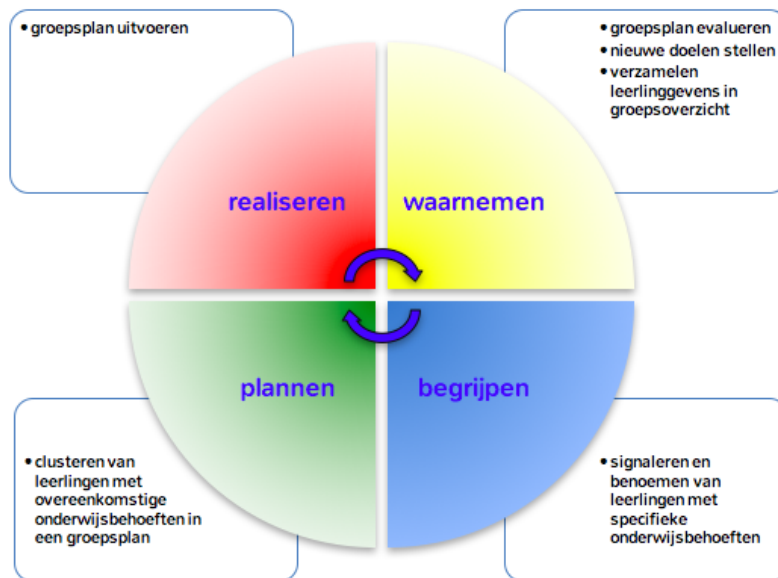 • groepsplan uitvoeren
• groepsplan evalueren
• nieuwe doelen stellen
• verzamelen
leerlinggevens in
groepsoverzicht
realiseren
waarnemen
plannen
begrijpen
• clusteren van
leerlingen met
overeenkomstige
onderwijsbehoeften in
een groepsplan
• signaleren en
benoemen van
leerlingen met
specifieke
onderwijsbehoeften